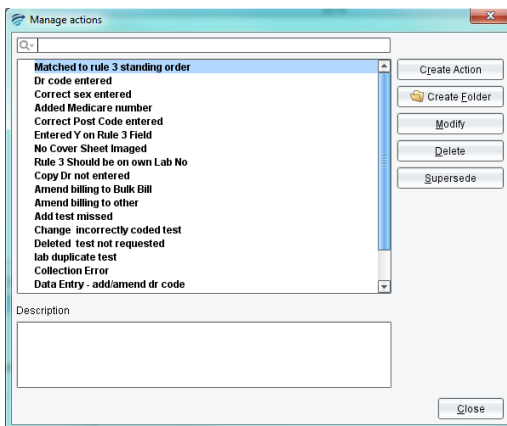 Manage actions
Matched to rule 3 standing order
Dr code entered
Correct sex entered
Added Medicare number
Correct Post Code entered
Entered Y on Rule 3 Field
No Cover Sheet Imaged
Rule 3 Should be on own Lab No
Copy Dr not entered
Amend billing to Bulk Bill
Amend billing to other
Add test missed
Change incorrectly coded test
Deleted test not requested
lab duplicate test
Collection Error
Data Entry - add/amend dr code
Create Action
Create Folder
Modify
Delete
Supersede
Description
Close